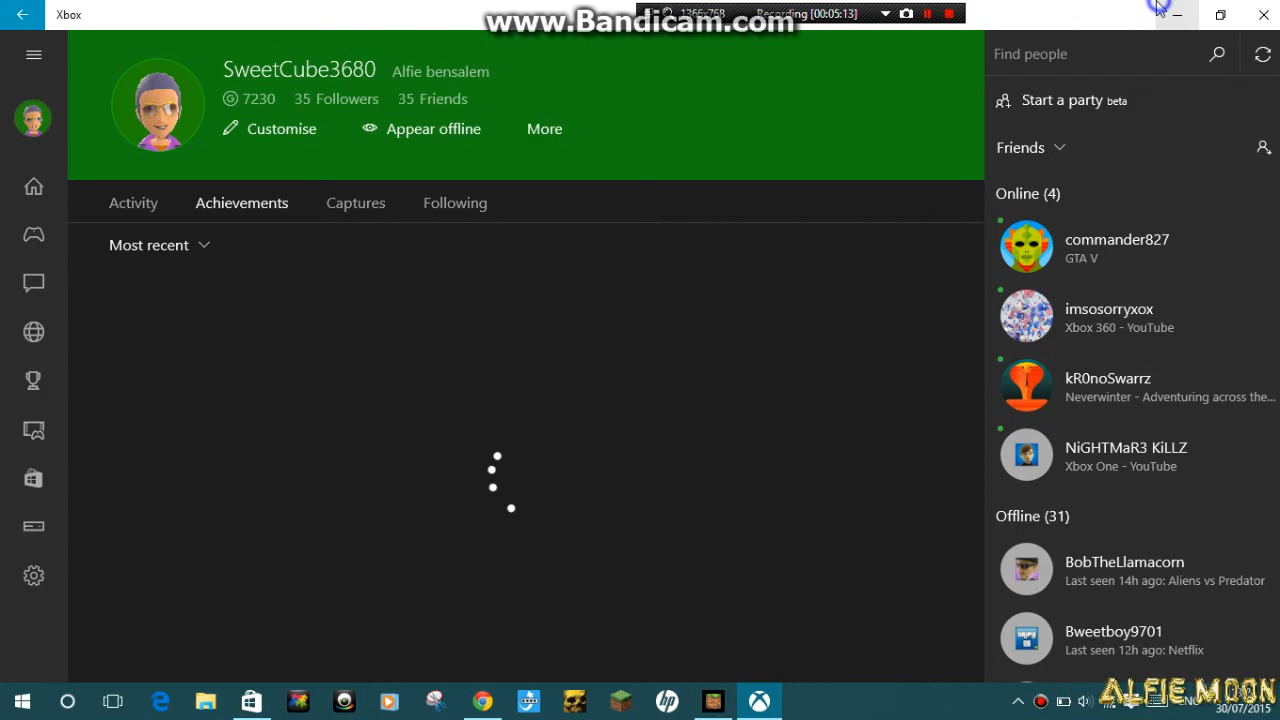 Xbox
1366x768 Recording [00:05:13]
www.Bandicam.com
SweetCube3680 Alfie bensalem
7230 35 Followers 35 Friends
Customise Appear offline More
Activity Achievements Captures Following
Most recent
Find people
Start a party beta
Friends
Online (4)
commander827
GTA V
imsosorryxox
Xbox 360 - YouTube
kR0noSwarrz
Neverwinter - Adventuring across the...
NiGHTMaR3 KiLLZ
Xbox One - YouTube
Offline (31)
BobTheLlamacorn
Last seen 14h ago: Aliens vs Predator
Bweetboy9701
Last seen 12h ago: Netflix
ALFIE MOON
30/07/2015